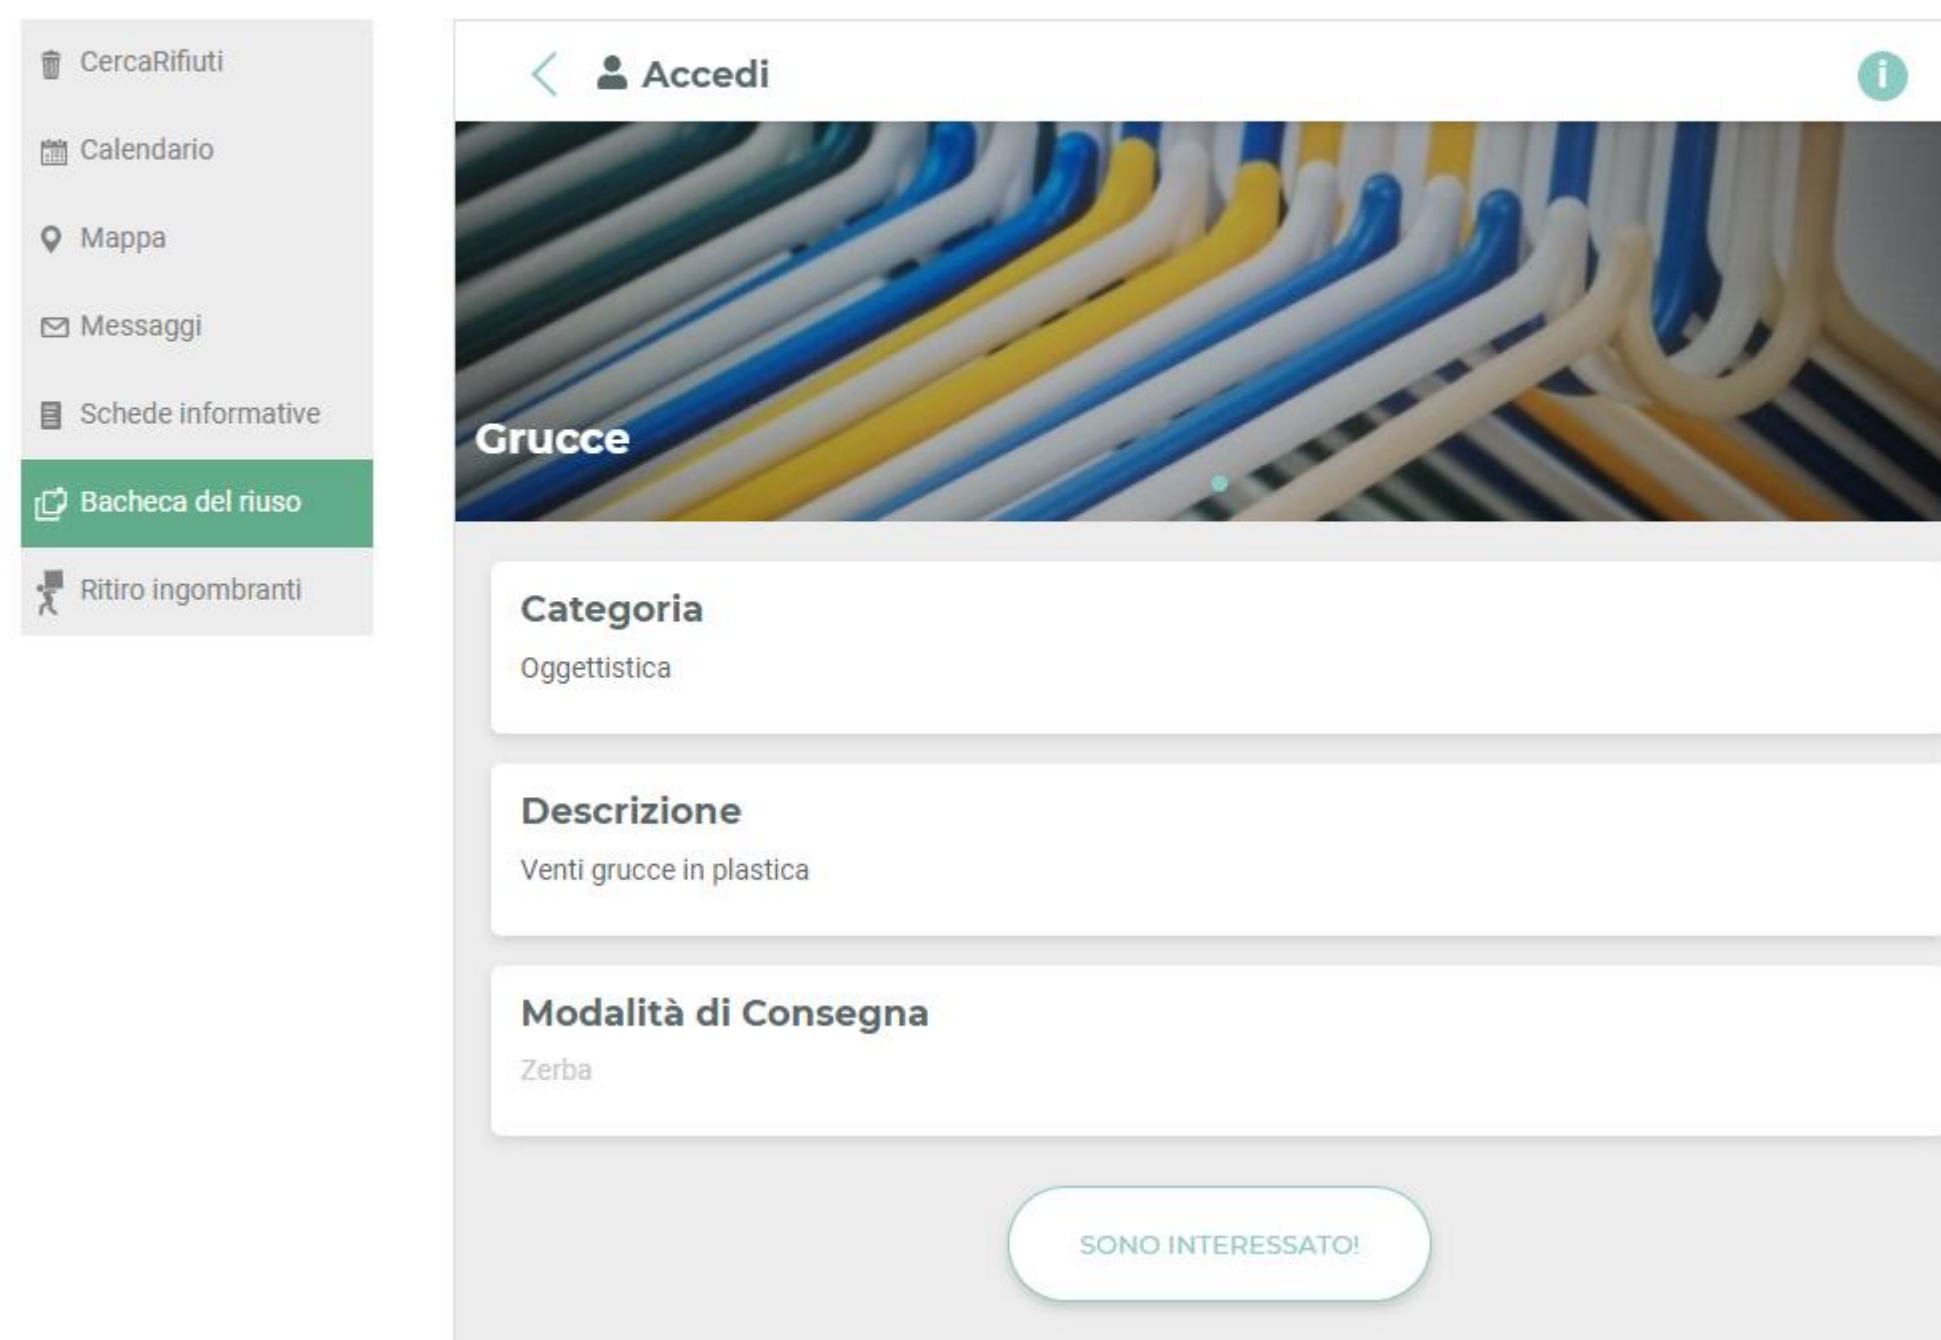 CercaRifiuti
Calendario
Mappa
Messaggi
Schede informative
Bacheca del riuso
Ritiro ingombranti
Accedi
i
Grucce
Categoria
Oggettistica
Descrizione
Venti grucce in plastica
Modalità di Consegna
Zerba
SONO INTERESSATO!